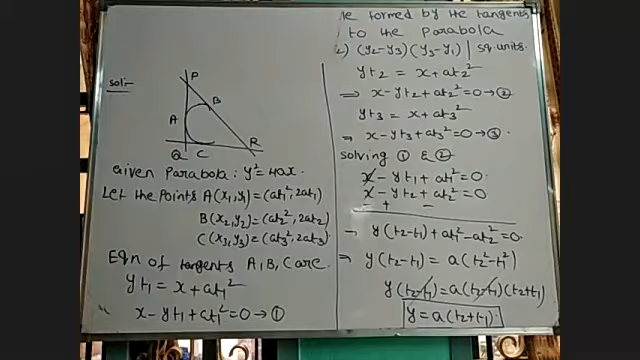 sol:-
P
B
A
R
Q
C
Given Parabola: y²=4ax.
Let the Points A(x₁,y₁)=(at₁², 2at₁)
B(x₂,y₂)=(at₂², 2at₂)
C(x₃,y₃)=(at₃², 2at₃)
Eqn of tangents A,B,C are.
yt₁ = x+at₁²
x-yt₁+at₁²=0→①
formed by the tangents
to the Parabola
(y₂-y₃)(y₃-y₁)| sq.units.
yt₂ = x+at₂²
⇒ x-yt₂+at₂²=0→②
yt₃ = x+at₃²
⇒ x-yt₃+at₃²=0→③.
solving ① & ②
x-yt₁+at₁²=0.
x-yt₂+at₂²=0
- + -
→ y(t₂-t₁)+at₁²-at₂²=0.
⇒ y(t₂-t₁) = a(t₂²-t₁²)
y(t₂-t₁)=a(t₂-t₁)(t₂+t₁)
y=a(t₂+t₁).